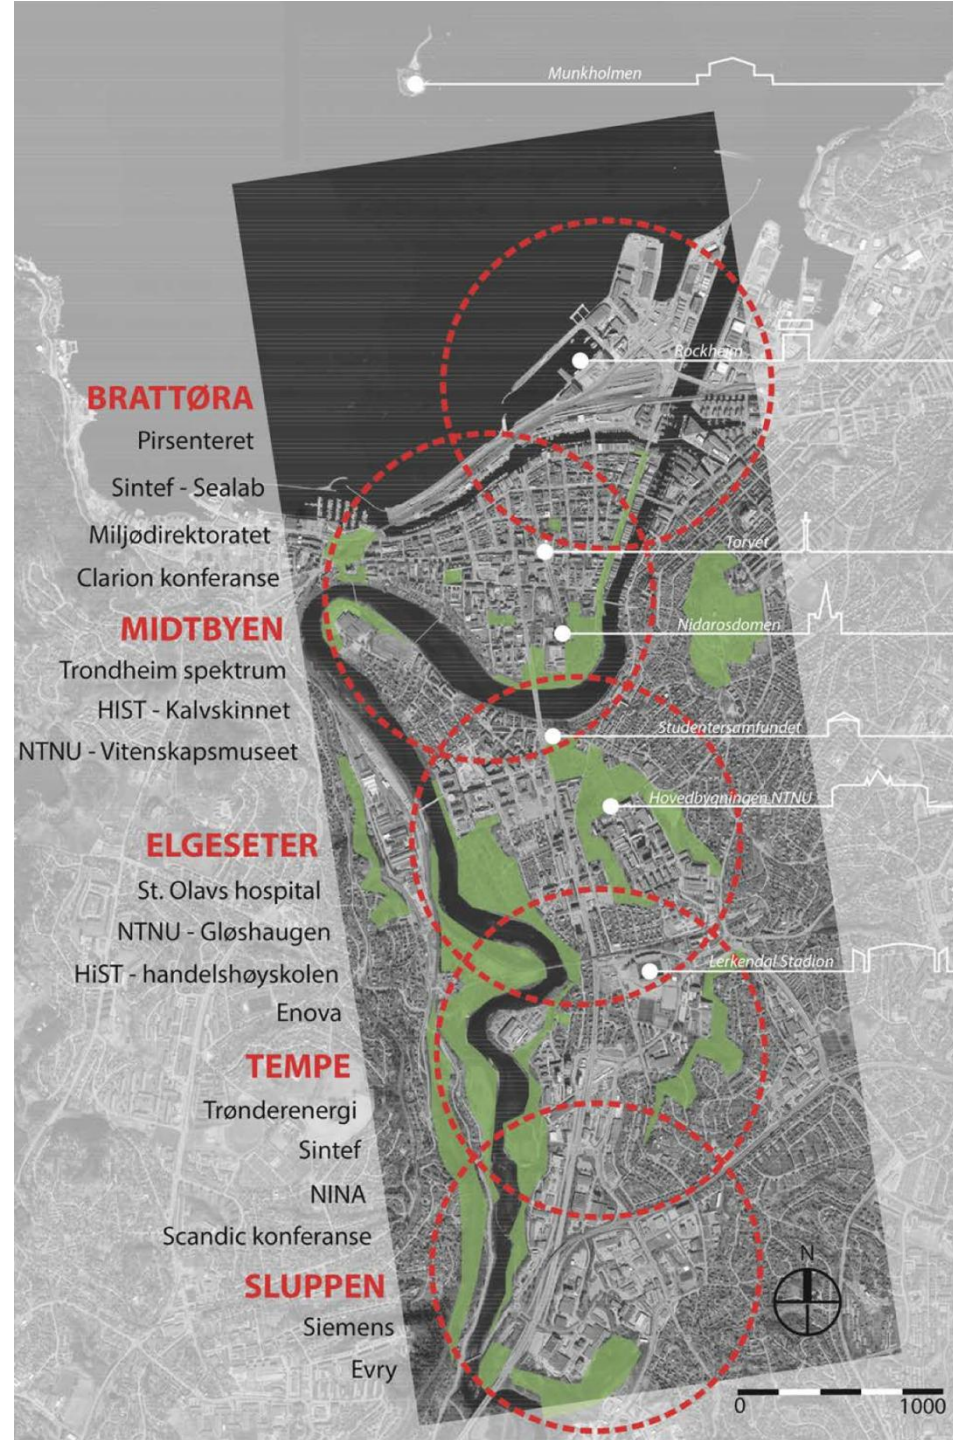 Munkholmen
Rockheim
BRATTØRA
Pirsenteret
Sintef - Sealab
Miljødirektoratet
Torvet
Clarion konferanse
MIDTBYEN
Nidarosdomen
Trondheim spektrum
HIST - Kalvskinnet
Studentersamfundet
NTNU - Vitenskapsmuseet
Hovedbygningen NTNU
ELGESETER
St. Olavs hospital
NTNU - Gløshaugen
Lerkendal Stadion
HiST - handelshøyskolen
Enova
TEMPE
Trønderenergi
Sintef
NINA
Scandic konferanse
N
SLUPPEN
Siemens
Evry
0 1000